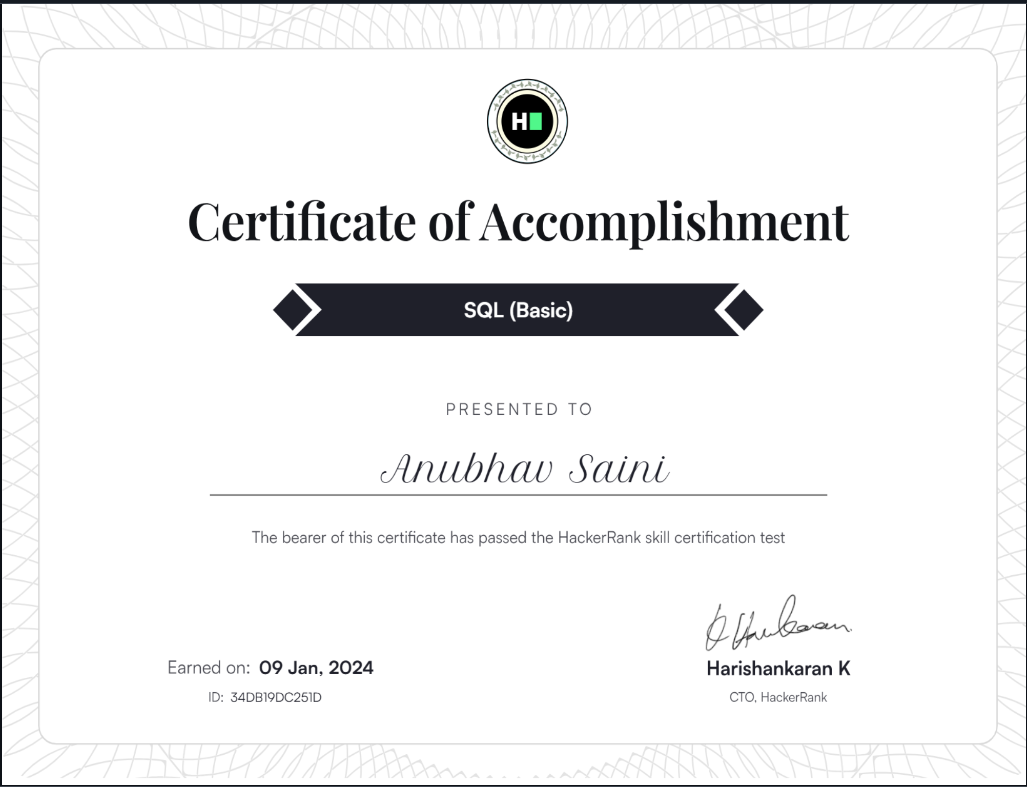 H
Certificate of Accomplishment
SQL (Basic)
PRESENTED TO
Anubhav Saini
The bearer of this certificate has passed the HackerRank skill certification test
Earned on: 09 Jan, 2024
ID: 34DB19DC251D
Harishankaran K
CTO, HackerRank